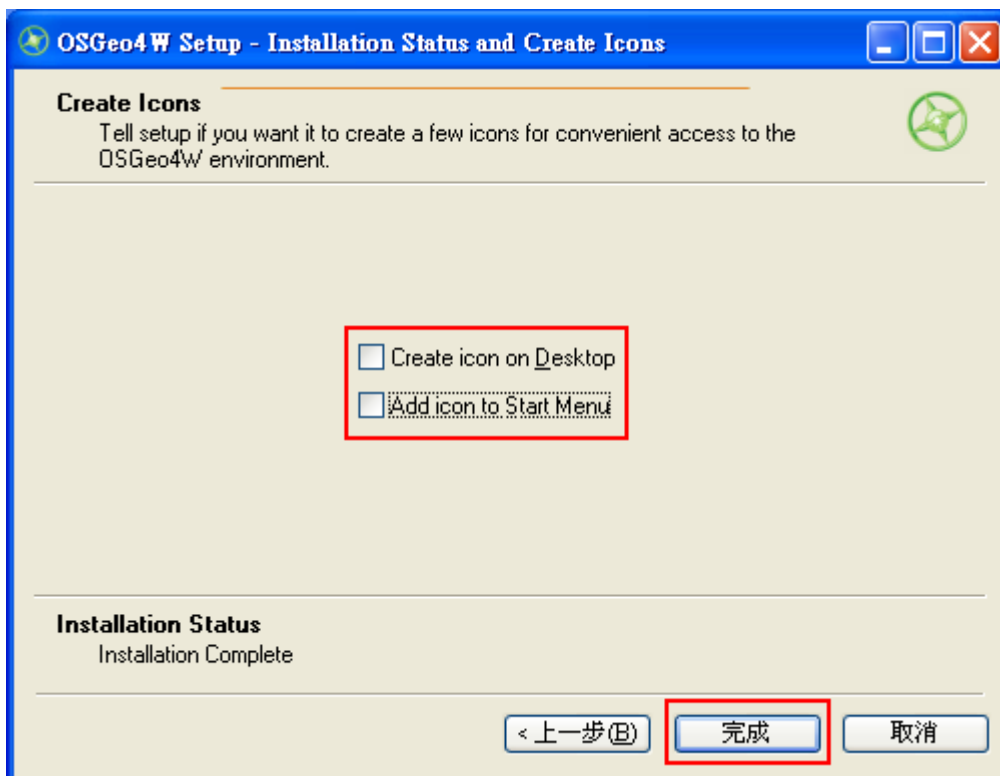 OSGeo4W Setup - Installation Status and Create Icons
Create Icons
Tell setup if you want it to create a few icons for convenient access to the
OSGeo4W environment.
Create icon on Desktop
Add icon to Start Menu
Installation Status
Installation Complete
< 上一步(B)
完成
取消